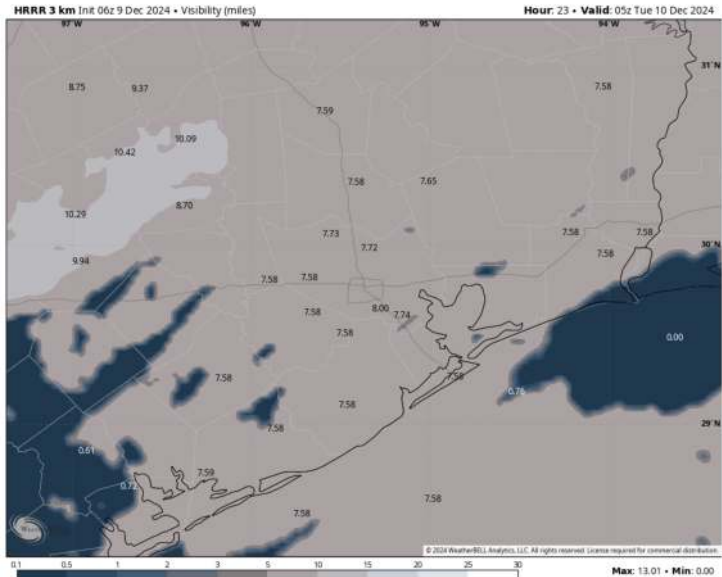 HRRR 3 km Init 06z 9 Dec 2024 • Visibility (miles)
Hour: 23 • Valid: 05z Tue 10 Dec 2024
97°W 96°W 95°W 94°W
31°N
8.75 9.37 7.59 7.58
10.09
10.42
7.58 7.65
8.70
10.29
7.73 7.58 7.58
30°N
7.72
7.58
9.94
7.58 7.58
8.00
7.58 7.74
7.58
0.00
7.58 7.58
0.76
7.58
29°N
7.58
0.61
7.59
0.72
7.58
7.58
© 2024 WeatherBELL Analytics, LLC. All rights reserved. License required for commercial distribution.
0.1 0.5 1 2 3 5 10 15 20 25 30
Max: 13.01 • Min: 0.00